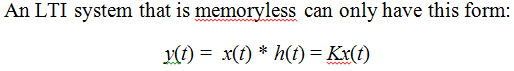 An LTI system that is memoryless can only have this form:
y(t) = x(t) * h(t) = Kx(t)